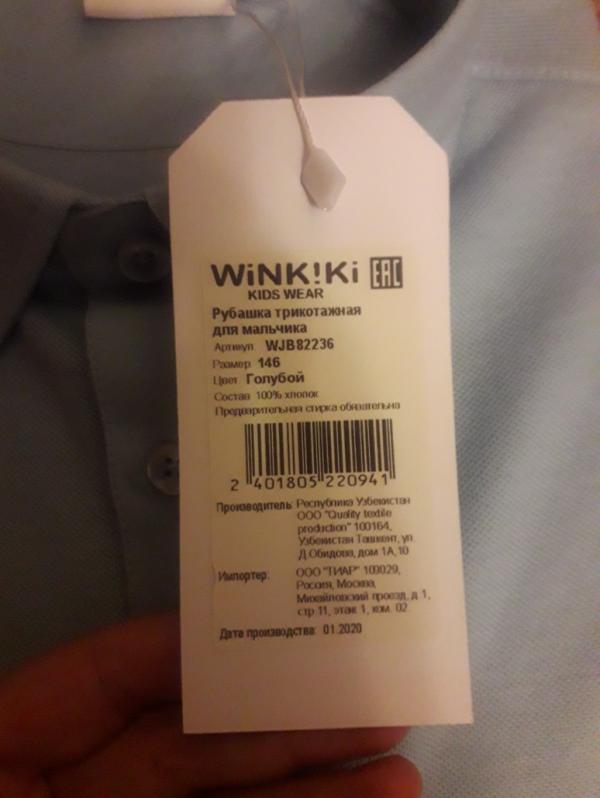 WiNK!Ki EAC
KIDS WEAR
Рубашка трикотажная
для мальчика
Артикул WJB82236
Размер 146
Цвет Голубой
Состав 100% хлопок
Предварительная стирка обязательна
2 401805 220941
Производитель: Республика Узбекистан
ООО "Quality textile
production" 100164,
Узбекистан Ташкент, ул
Д.Обидова, дом 1А, 10
Импортер: ООО "ТИАР" 109029,
Россия, Москва,
Михайловский проезд, д 1,
стр 11, этаж 1, ком. 02
Дата производства: 01.2020